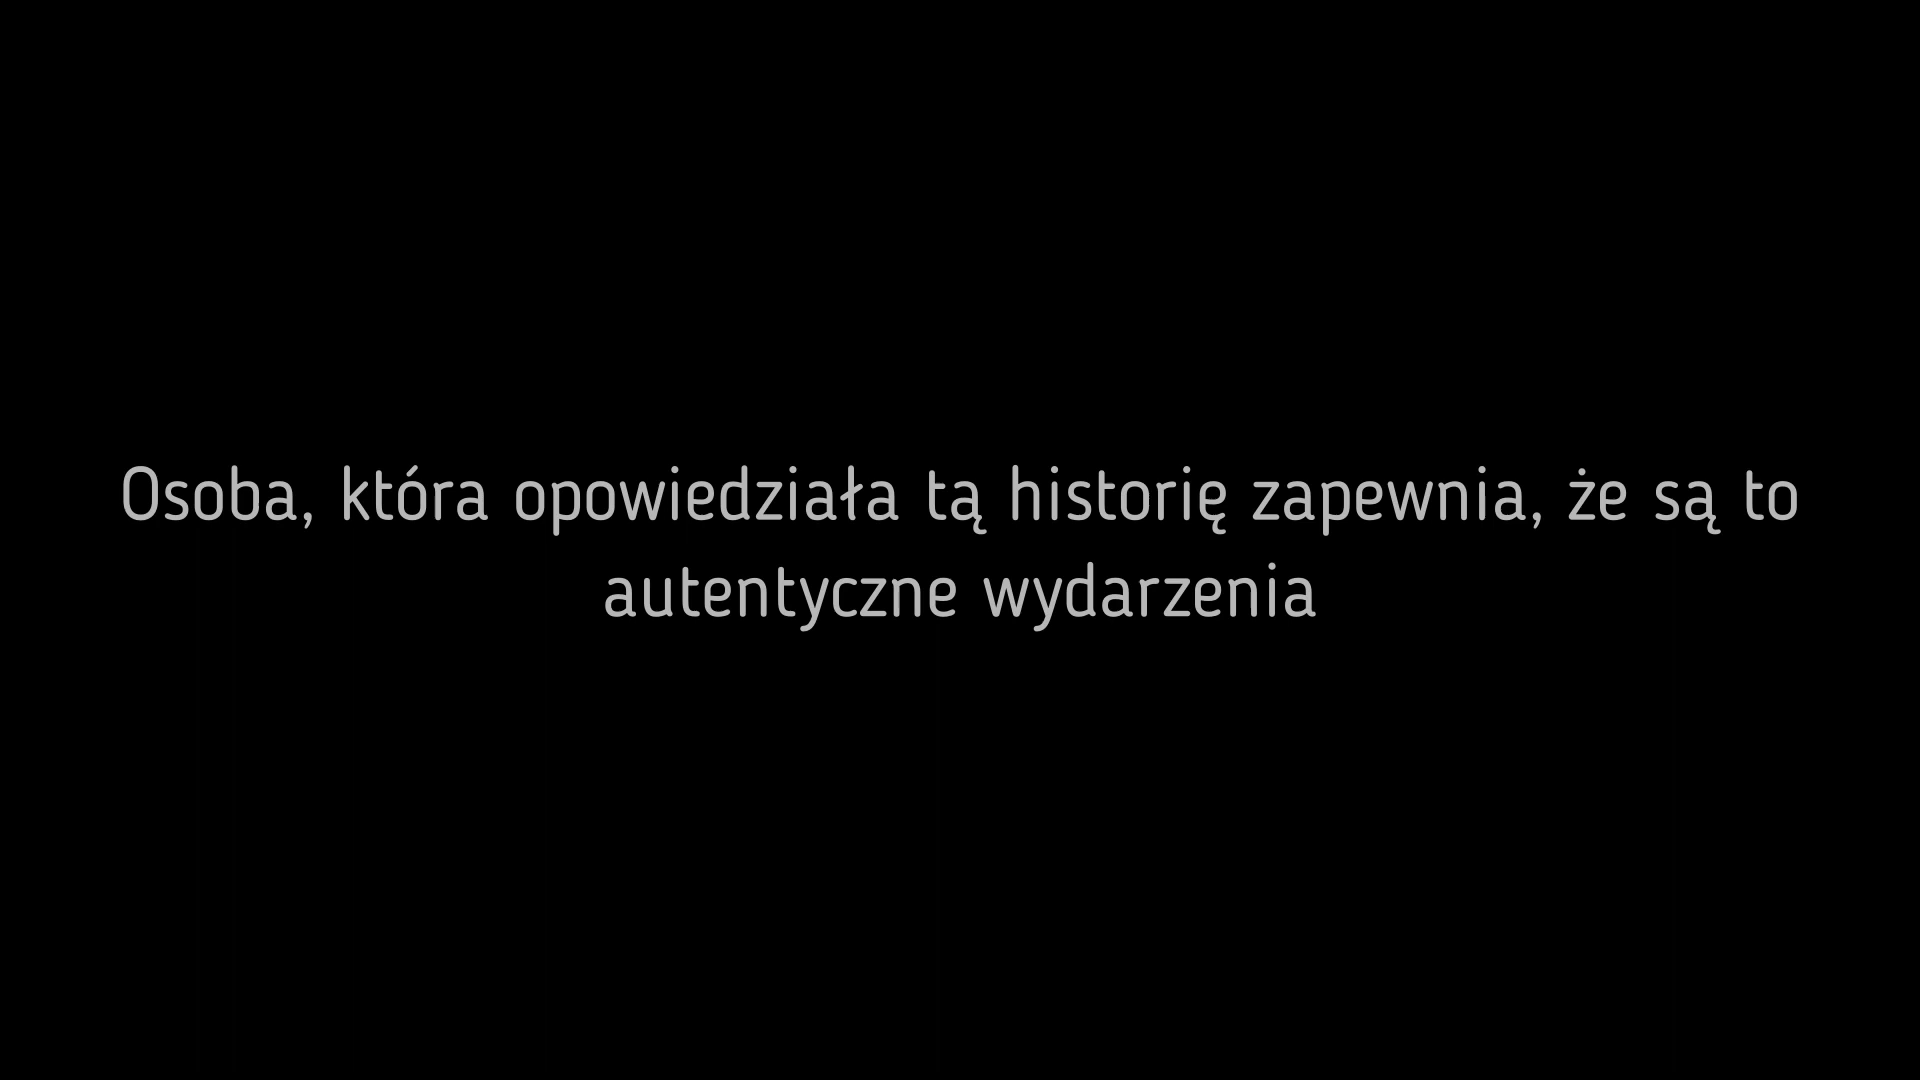 Osoba, która opowiedziała tą historię zapewnia, że są to
autentyczne wydarzenia